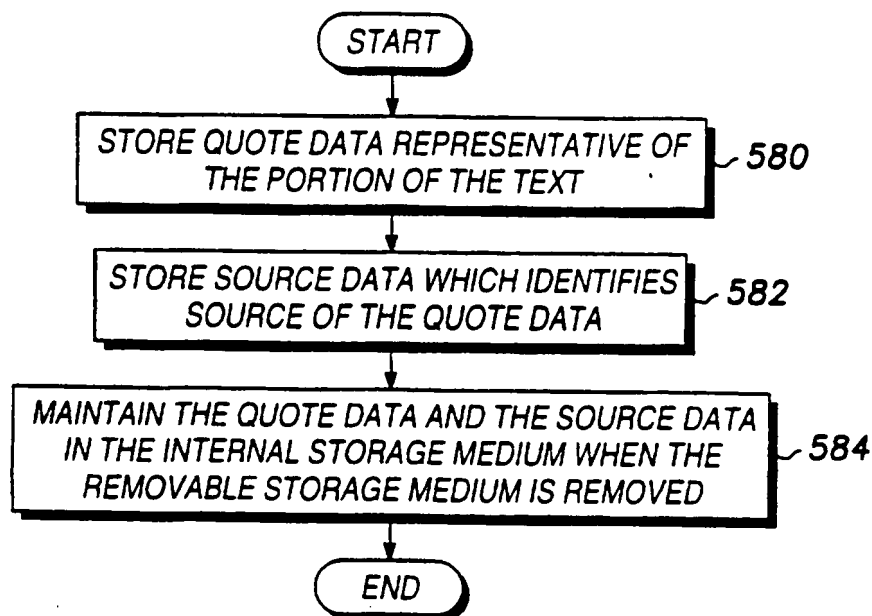 START
STORE QUOTE DATA REPRESENTATIVE OF
THE PORTION OF THE TEXT
580
STORE SOURCE DATA WHICH IDENTIFIES
SOURCE OF THE QUOTE DATA
582
MAINTAIN THE QUOTE DATA AND THE SOURCE DATA
IN THE INTERNAL STORAGE MEDIUM WHEN THE
REMOVABLE STORAGE MEDIUM IS REMOVED
584
END